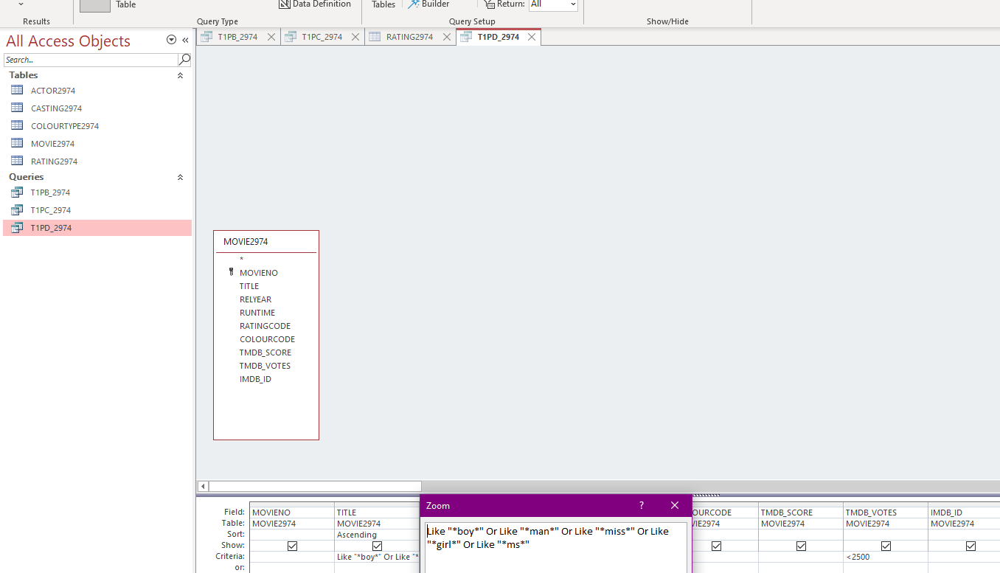 Table
Data Definition
Tables
Builder
Return: All
Results
Query Type
Query Setup
Show/Hide
All Access Objects
«
Search...
Tables
ACTOR2974
CASTING2974
COLOURTYPE2974
MOVIE2974
RATING2974
Queries
T1PB_2974
T1PC_2974
T1PD_2974
T1PB_2974
T1PC_2974
RATING2974
T1PD_2974
MOVIE2974
*
MOVIENO
TITLE
RELYEAR
RUNTIME
RATINGCODE
COLOURCODE
TMDB_SCORE
TMDB_VOTES
IMDB_ID
Field: MOVIENO TITLE OURCODE TMDB_SCORE TMDB_VOTES IMDB_ID
Table: MOVIE2974 MOVIE2974 VIE2974 MOVIE2974 MOVIE2974 MOVIE2974
Sort: Ascending
Show:
Criteria: Like "*boy*" Or Like "* <2500
or:
Zoom ?
Like "*boy*" Or Like "*man*" Or Like "*miss*" Or Like
"*girl*" Or Like "*ms*"